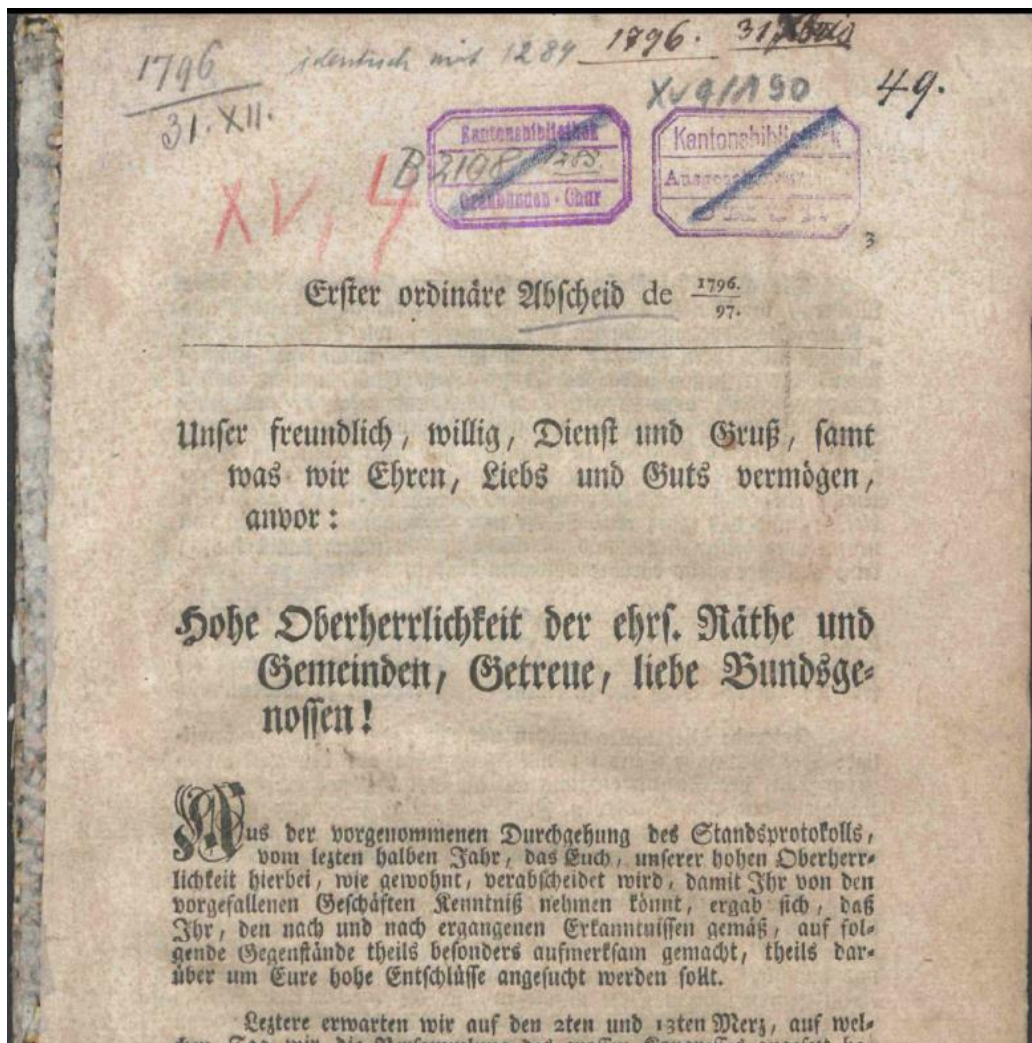 1796
31. XII.
identisch mit 1284
1796. 31
XV 9/1190
49.
Kantonsbibliothek
B 2198 1285.
Graubünden - Chur
Kantonsbibliothek
XV, 4
3
Erster ordinäre Abscheid de 1796.
97.
Unser freundlich, willig, Dienst und Gruß, samt
was wir Ehren, Liebs und Guts vermögen,
anvor:
Hohe Oberherrlichkeit der ehrs. Räthe und
Gemeinden, Getreue, liebe Bundsge-
nossen!
Aus der vorgenommenen Durchgehung des Standsprotokolls,
vom lezten halben Jahr, das Euch, unserer hohen Oberherr-
lichkeit hierbei, wie gewohnt, verabscheidet wird, damit Ihr von den
vorgefallenen Geschäften Kenntniß nehmen könnt, ergab sich, daß
Ihr, den nach und nach ergangenen Erkanntnissen gemäß, auf fol-
gende Gegenstände theils besonders aufmerksam gemacht, theils dar-
über um Eure hohe Entschlüsse angesucht werden sollt.
Leztere erwarten wir auf den 2ten und 13ten Merz, auf wel-